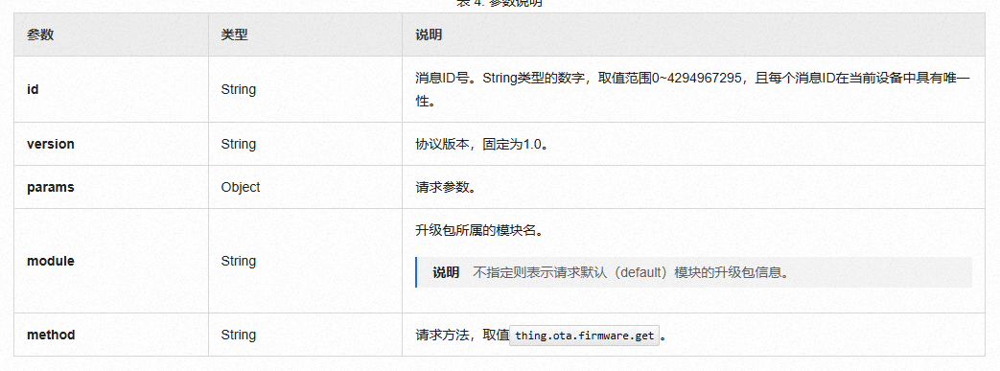 表 4. 参数说明
参数 类型 说明
id String 消息ID号。String类型的数字，取值范围0~4294967295，且每个消息ID在当前设备中具有唯一
性。
version String 协议版本，固定为1.0。
params Object 请求参数。
升级包所属的模块名。
module String
说明 不指定则表示请求默认（default）模块的升级包信息。
method String 请求方法，取值thing.ota.firmware.get。